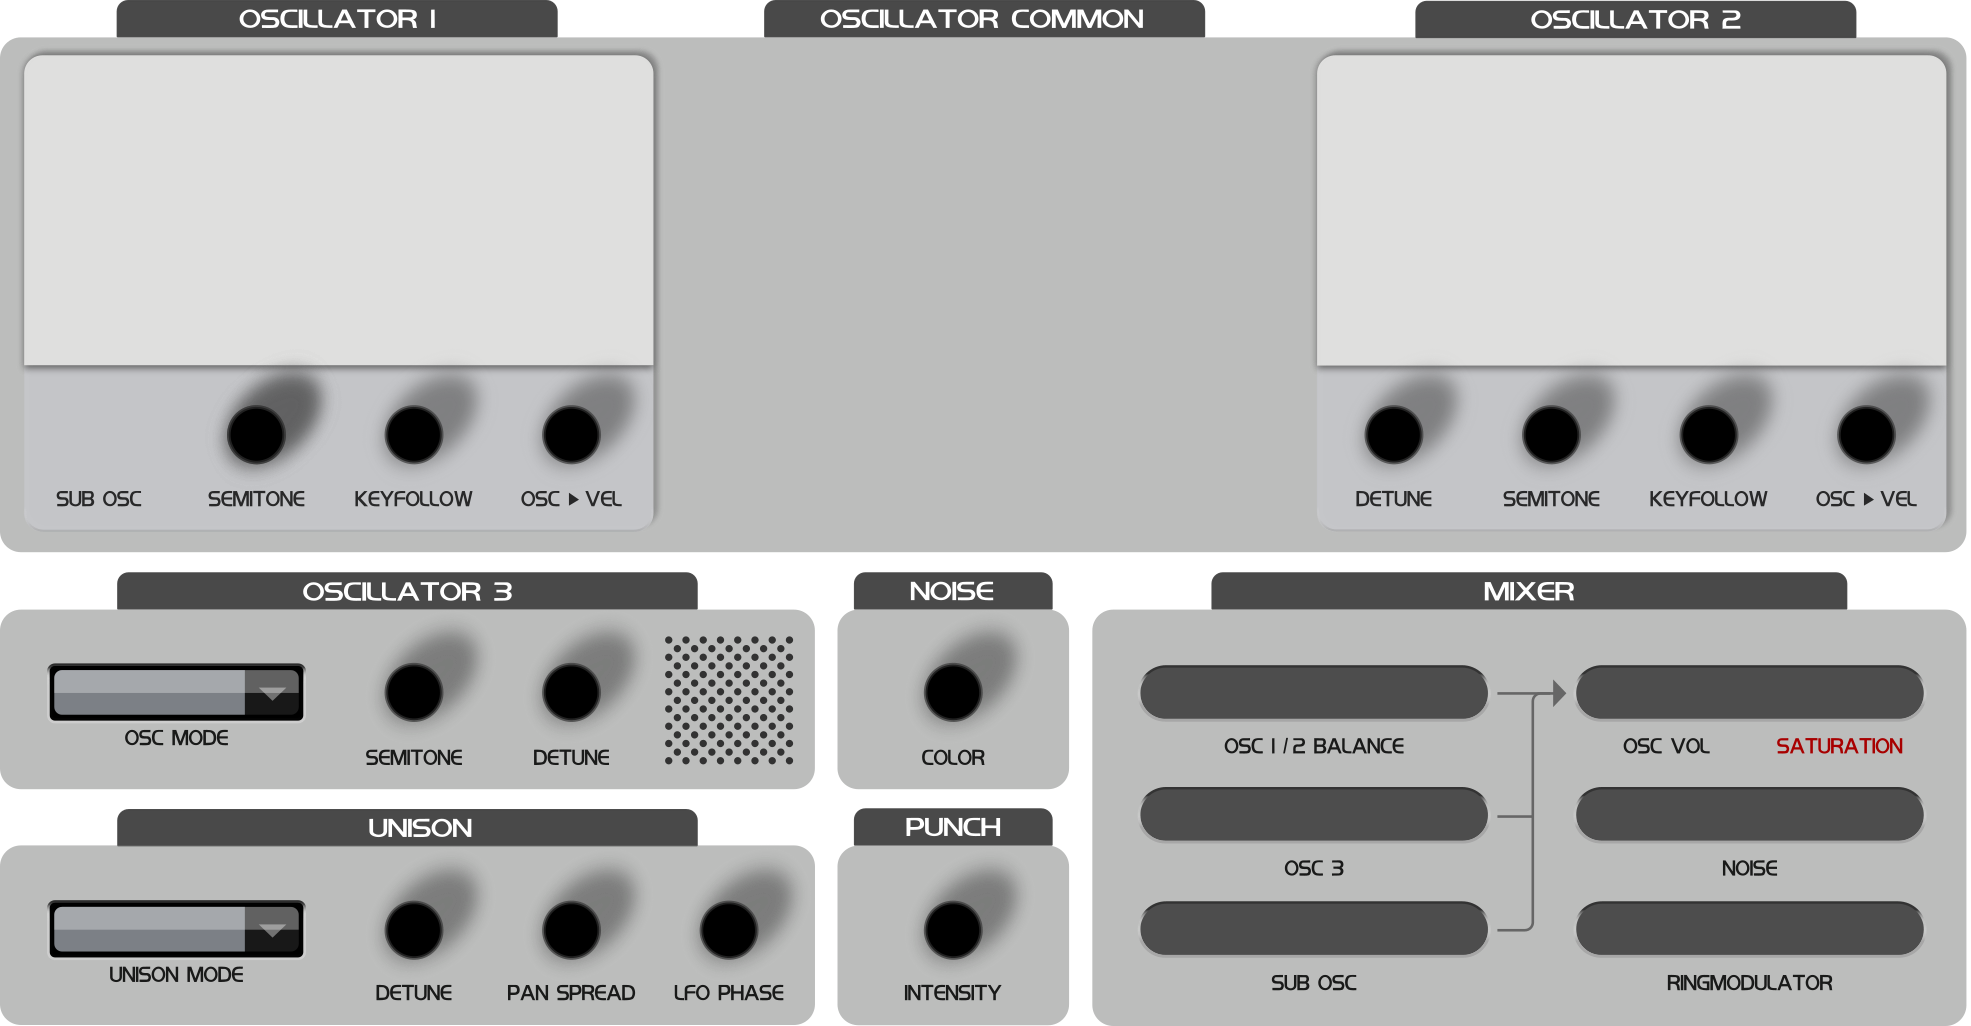 OSCILLATOR 1
OSCILLATOR COMMON
OSCILLATOR 2
SUB OSC
SEMITONE
KEYFOLLOW
OSC ▶ VEL
DETUNE
SEMITONE
KEYFOLLOW
OSC ▶ VEL
OSCILLATOR 3
OSC MODE
SEMITONE
DETUNE
NOISE
COLOR
MIXER
OSC 1 / 2 BALANCE
OSC VOL
SATURATION
OSC 3
NOISE
SUB OSC
RINGMODULATOR
UNISON
UNISON MODE
DETUNE
PAN SPREAD
LFO PHASE
PUNCH
INTENSITY